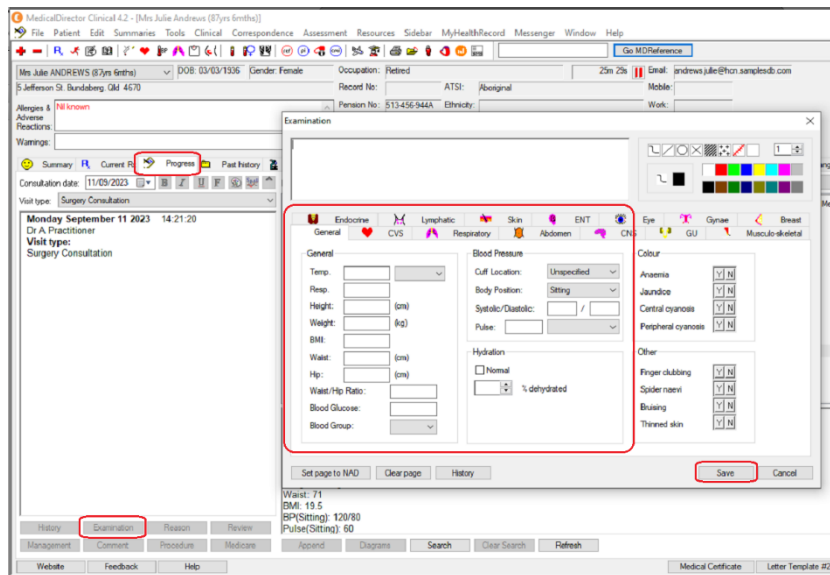 MedicalDirector Clinical 4.2 - [Mrs Julie Andrews (87yrs 6mths)]
File Patient Edit Summaries Tools Clinical Correspondence Assessment Resources Sidebar MyHealthRecord Messenger Window Help
Go MDReference
Mrs Julie ANDREWS (87yrs 6mths) DOB: 03/03/1936 Gender: Female Occupation: Retired 25m 29s Email: andrews.julie@hcn.samplesdb.com
5 Jefferson St. Bundaberg. Qld 4670 Record No: ATSI: Aboriginal Mobile:
Allergies & Adverse Reactions: Nil known Pension No: 513-456-944A Ethnicity: Work:
Warnings:
Summary Current Progress Past history
Consultation date: 11/09/2023 B I U F
Visit type: Surgery Consultation
Monday September 11 2023 14:21:20
Dr A Practitioner
Visit type:
Surgery Consultation
Examination
1
Endocrine Lymphatic Skin ENT Eye Gynae Breast
General CVS Respiratory Abdomen CNS GU Musculo-skeletal
General
Temp.
Resp.
Height: (cm)
Weight: (kg)
BMI:
Waist: (cm)
Hip: (cm)
Waist/Hip Ratio:
Blood Glucose:
Blood Group:
Blood Pressure
Cuff Location: Unspecified
Body Position: Sitting
Systolic/Diastolic: /
Pulse:
Hydration
Normal
% dehydrated
Colour
Anaemia Y N
Jaundice Y N
Central cyanosis Y N
Peripheral cyanosis Y N
Other
Finger clubbing Y N
Spider naevi Y N
Bruising Y N
Thinned skin Y N
Set page to NAD Clear page History Save Cancel
Waist: 71
BMI: 19.5
BP(Sitting): 120/80
Pulse(Sitting): 60
History Examination Reason Review
Management Comment Procedure Medicare Append Diagrams Search Clear Search Refresh
Website Feedback Help Medical Certificate Letter Template #2